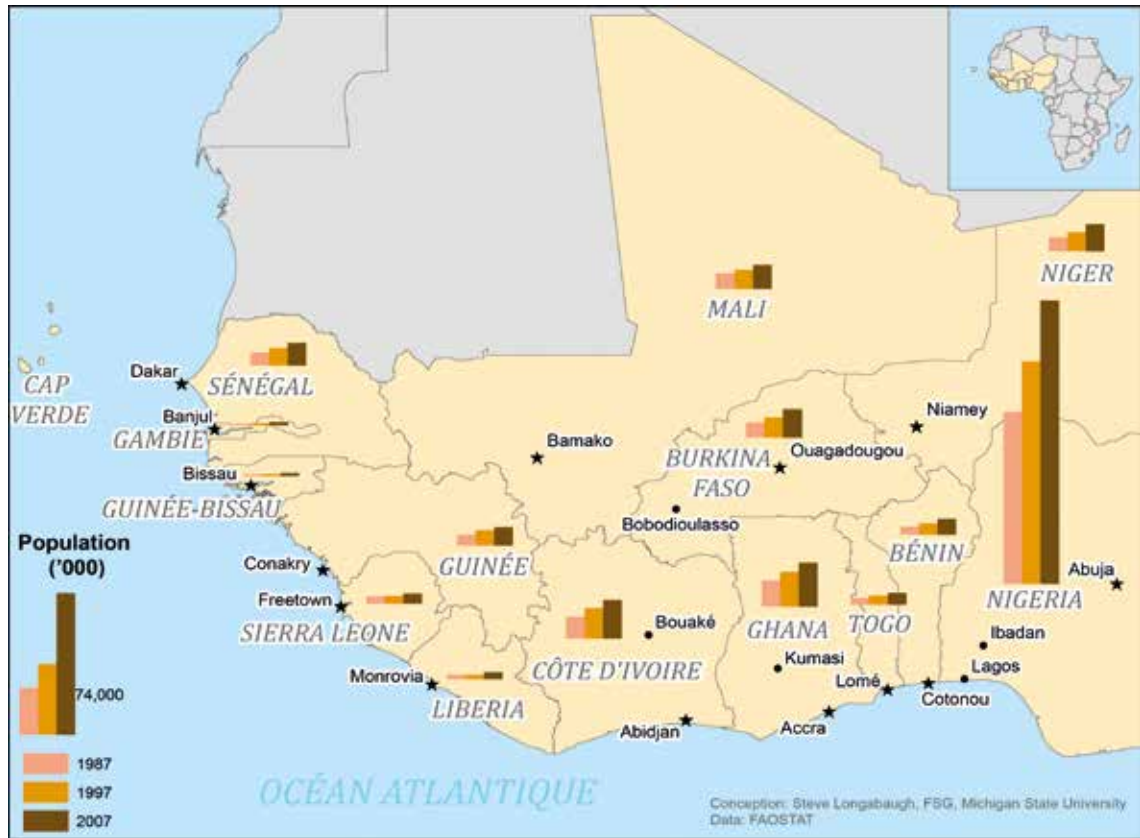 NIGER
MALI
Dakar
SÉNÉGAL
CAP
VERDE
Banjul
GAMBIE
Niamey
Bamako
BURKINA
FASO
Ouagadougou
Bissau
GUINÉE-BISSAU
Bobodioulasso
Population
('000)
74,000
1987
1997
2007
GUINÉE
BÉNIN
Conakry
Freetown
SIERRA LEONE
Abuja
NIGERIA
GHANA
TOGO
Bouaké
Ibadan
CÔTE D'IVOIRE
Kumasi
Lagos
Monrovia
LIBERIA
Lomé
Cotonou
Abidjan
Accra
OCÉAN ATLANTIQUE
Conception: Steve Longabaugh, FSG, Michigan State University
Data: FAOSTAT